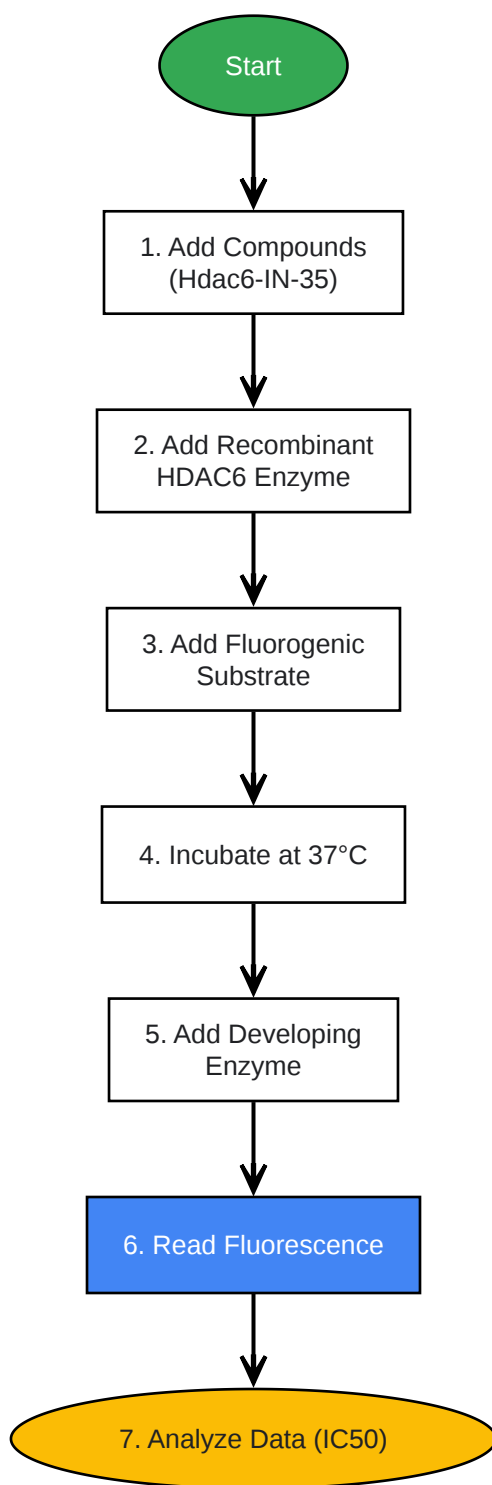 Start
1. Add Compounds
(Hdac6-IN-35)
2. Add Recombinant
HDAC6 Enzyme
3. Add Fluorogenic
Substrate
4. Incubate at 37°C
5. Add Developing
Enzyme
6. Read Fluorescence
7. Analyze Data (IC50)